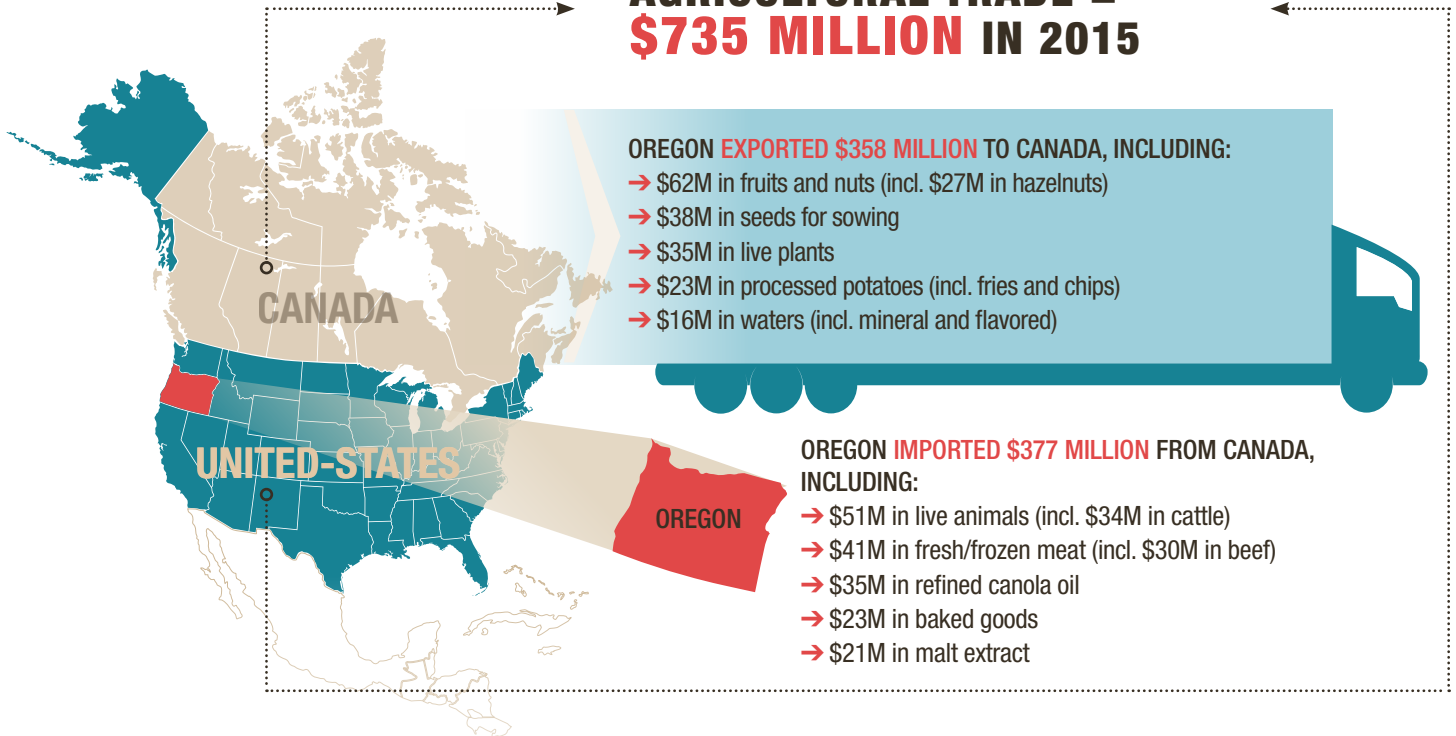 AGRICULTURAL TRADE =
$735 MILLION IN 2015
OREGON EXPORTED $358 MILLION TO CANADA, INCLUDING:
➔ $62M in fruits and nuts (incl. $27M in hazelnuts)
➔ $38M in seeds for sowing
➔ $35M in live plants
➔ $23M in processed potatoes (incl. fries and chips)
➔ $16M in waters (incl. mineral and flavored)
CANADA
UNITED-STATES
OREGON
OREGON IMPORTED $377 MILLION FROM CANADA,
INCLUDING:
➔ $51M in live animals (incl. $34M in cattle)
➔ $41M in fresh/frozen meat (incl. $30M in beef)
➔ $35M in refined canola oil
➔ $23M in baked goods
➔ $21M in malt extract